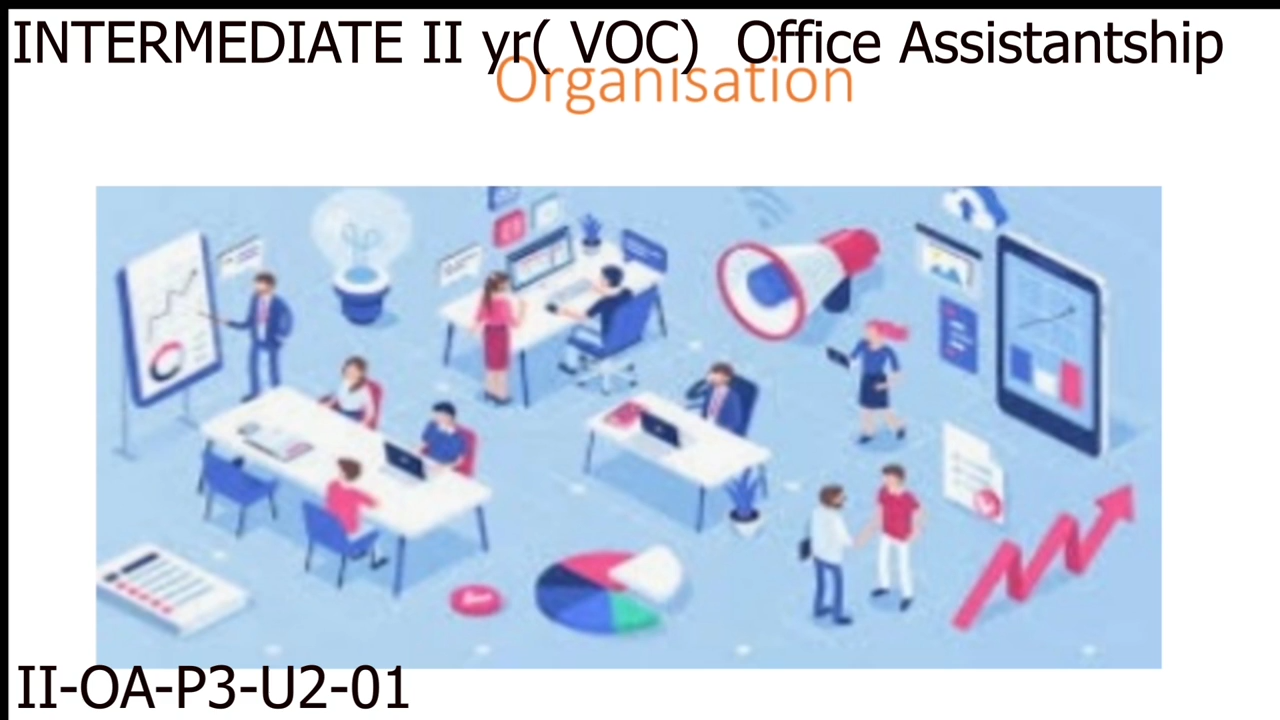 INTERMEDIATE II yr( VOC)  Office Assistantship
Organisation
II-OA-P3-U2-01